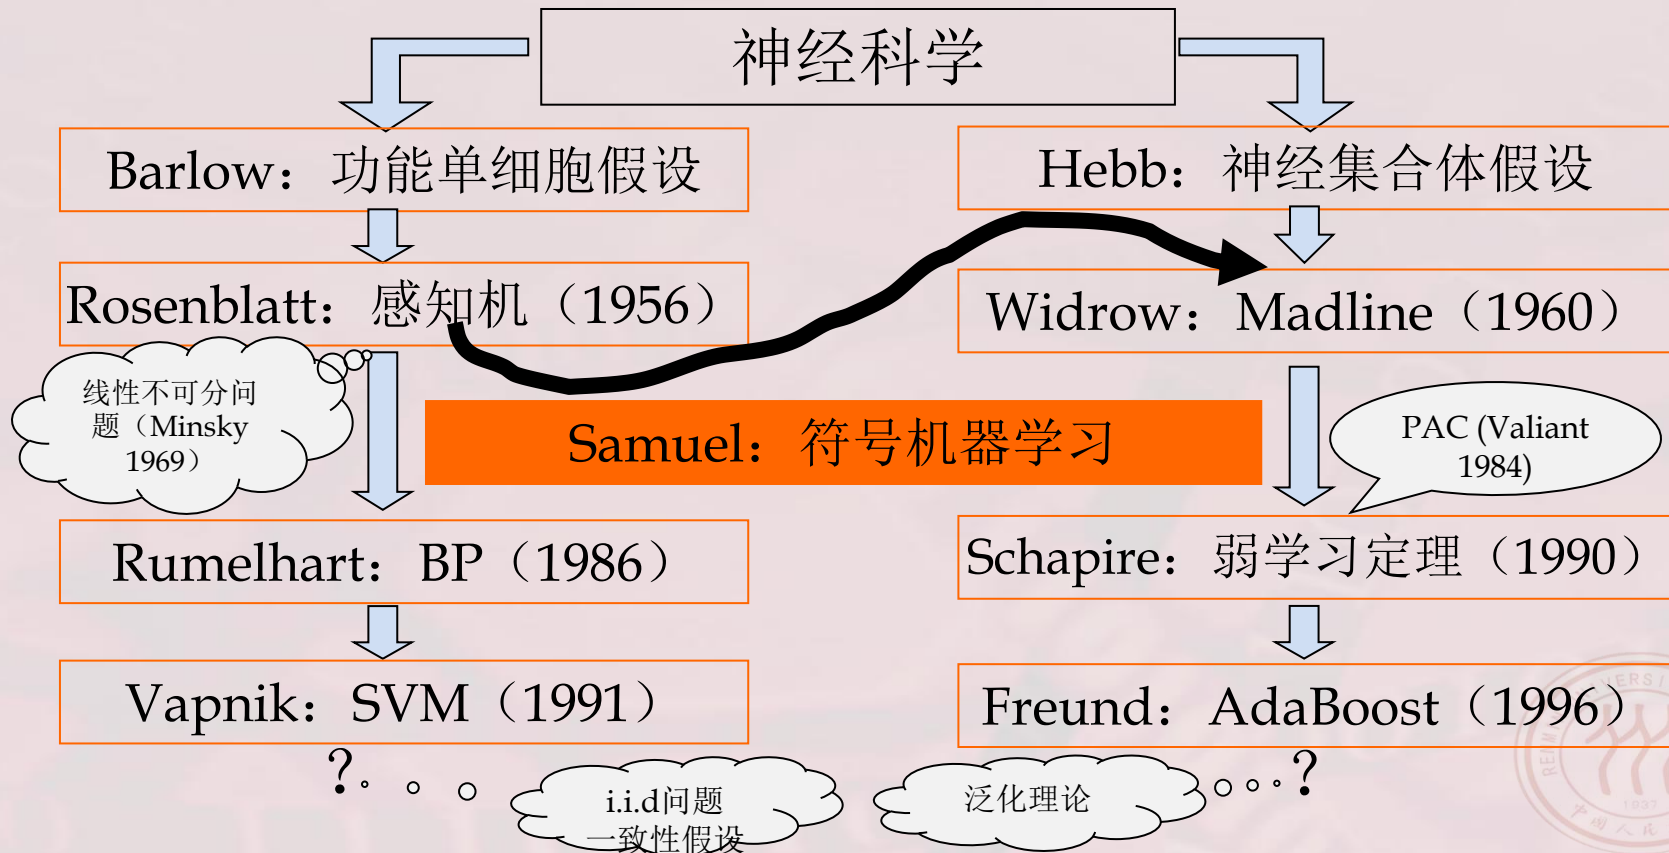 神经科学
Barlow：功能单细胞假设
Hebb：神经集合体假设
Rosenblatt：感知机（1956）
Widrow：Madline（1960）
线性不可分问
题（Minsky
1969）
Samuel：符号机器学习
PAC (Valiant
1984)
Rumelhart：BP（1986）
Schapire：弱学习定理（1990）
Vapnik：SVM（1991）
Freund：AdaBoost（1996）
?
i.i.d问题
一致性假设
泛化理论
?
1937